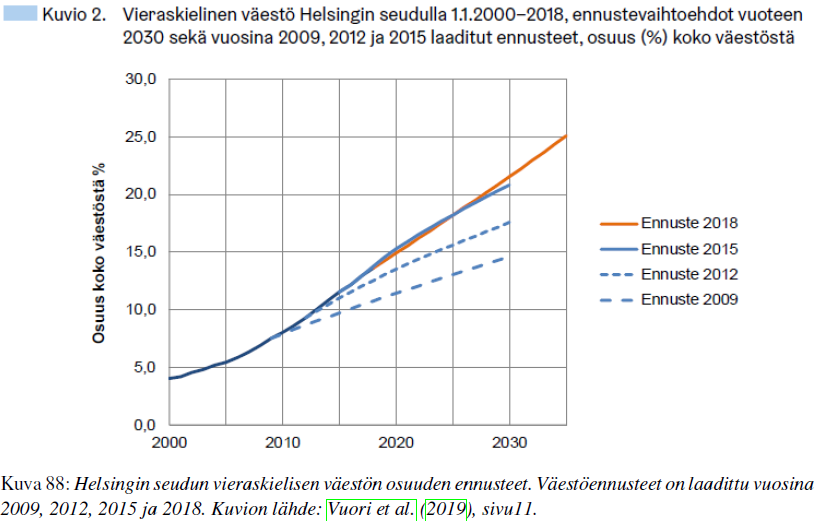 Kuvio 2. Vieraskielinen väestö Helsingin seudulla 1.1.2000–2018, ennustevaihtoehdot vuoteen
2030 sekä vuosina 2009, 2012 ja 2015 laaditut ennusteet, osuus (%) koko väestöstä
30,0
25,0
20,0
15,0
10,0
5,0
0,0
Osuus koko väestöstä %
2000 2010 2020 2030
Ennuste 2018
Ennuste 2015
Ennuste 2012
Ennuste 2009
Kuva 88: Helsingin seudun vieraskielisen väestön osuuden ennusteet. Väestöennusteet on laadittu vuosina
2009, 2012, 2015 ja 2018. Kuvion lähde: Vuori et al. (2019), sivu11.